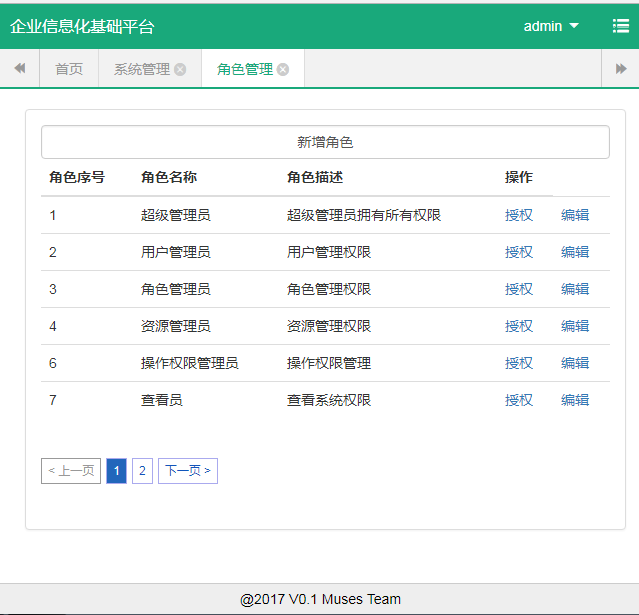 企业信息化基础平台 admin
首页 系统管理 角色管理
新增角色
角色序号 角色名称 角色描述 操作
1 超级管理员 超级管理员拥有所有权限 授权 编辑
2 用户管理员 用户管理权限 授权 编辑
3 角色管理员 角色管理权限 授权 编辑
4 资源管理员 资源管理权限 授权 编辑
6 操作权限管理员 操作权限管理 授权 编辑
7 查看员 查看系统权限 授权 编辑
< 上一页 1 2 下一页 >
@2017 V0.1 Muses Team